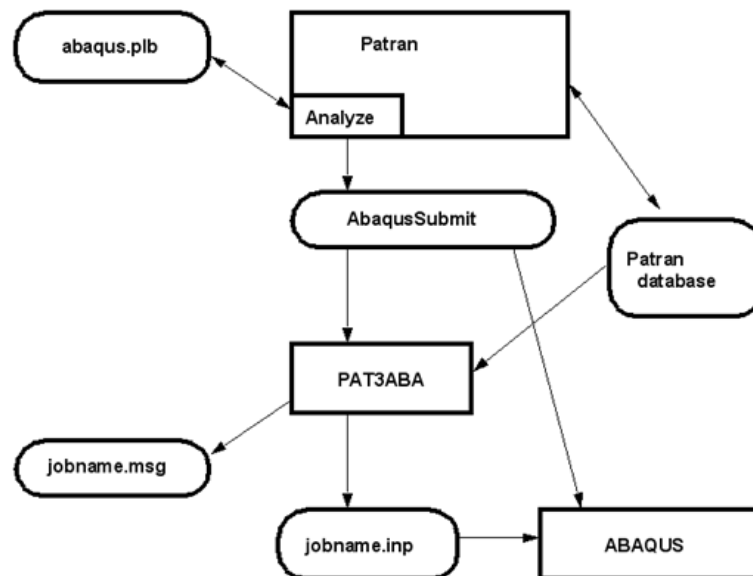 abaqus.plb
Patran
Analyze
AbaqusSubmit
Patran
database
PAT3ABA
jobname.msg
jobname.inp
ABAQUS